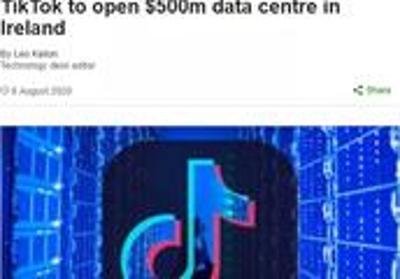 TikTok to open $500m data centre in
Ireland
By Leo Kelion
Technology desk editor
6 August 2020
Share